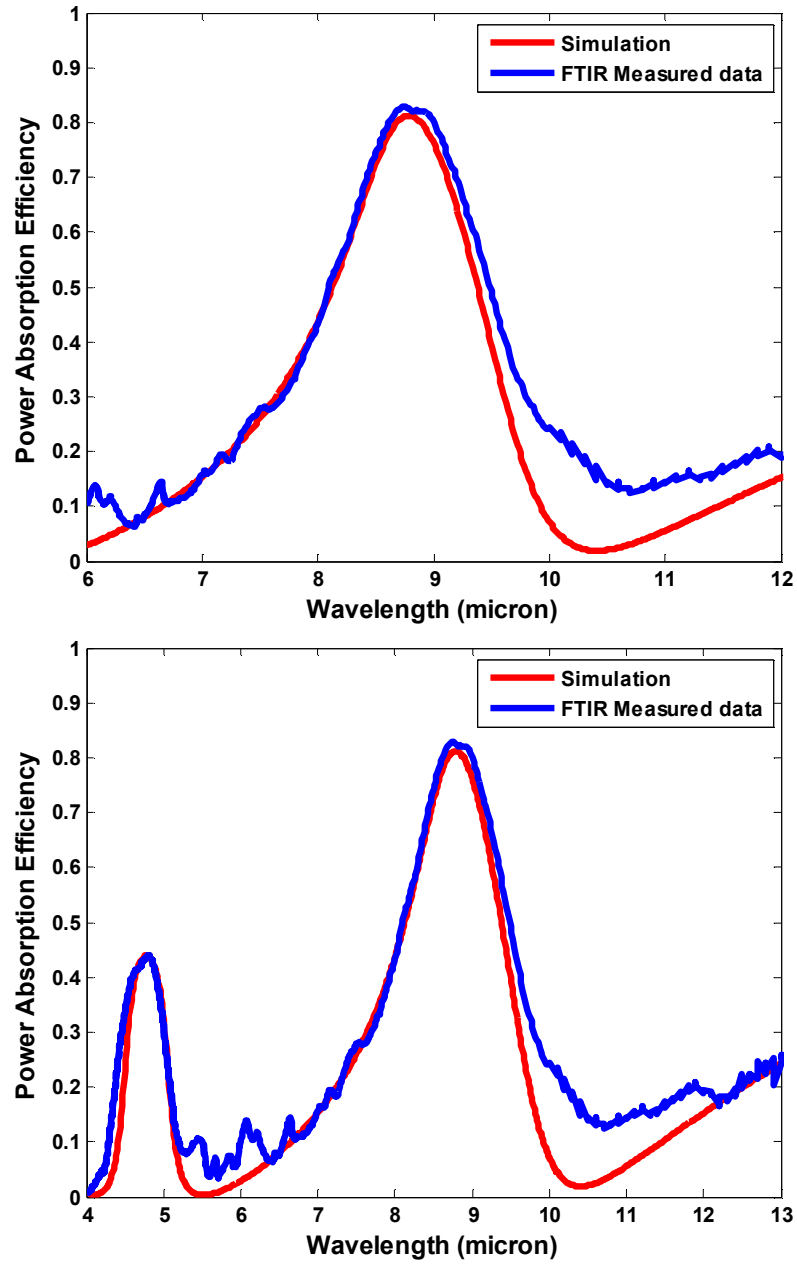 1
0.9
0.8
0.7
0.6
0.5
0.4
0.3
0.2
0.1
0
Power Absorption Efficiency
Simulation
FTIR Measured data
6 7 8 9 10 11 12
Wavelength (micron)
1
0.9
0.8
0.7
0.6
0.5
0.4
0.3
0.2
0.1
0
Power Absorption Efficiency
Simulation
FTIR Measured data
4 5 6 7 8 9 10 11 12 13
Wavelength (micron)